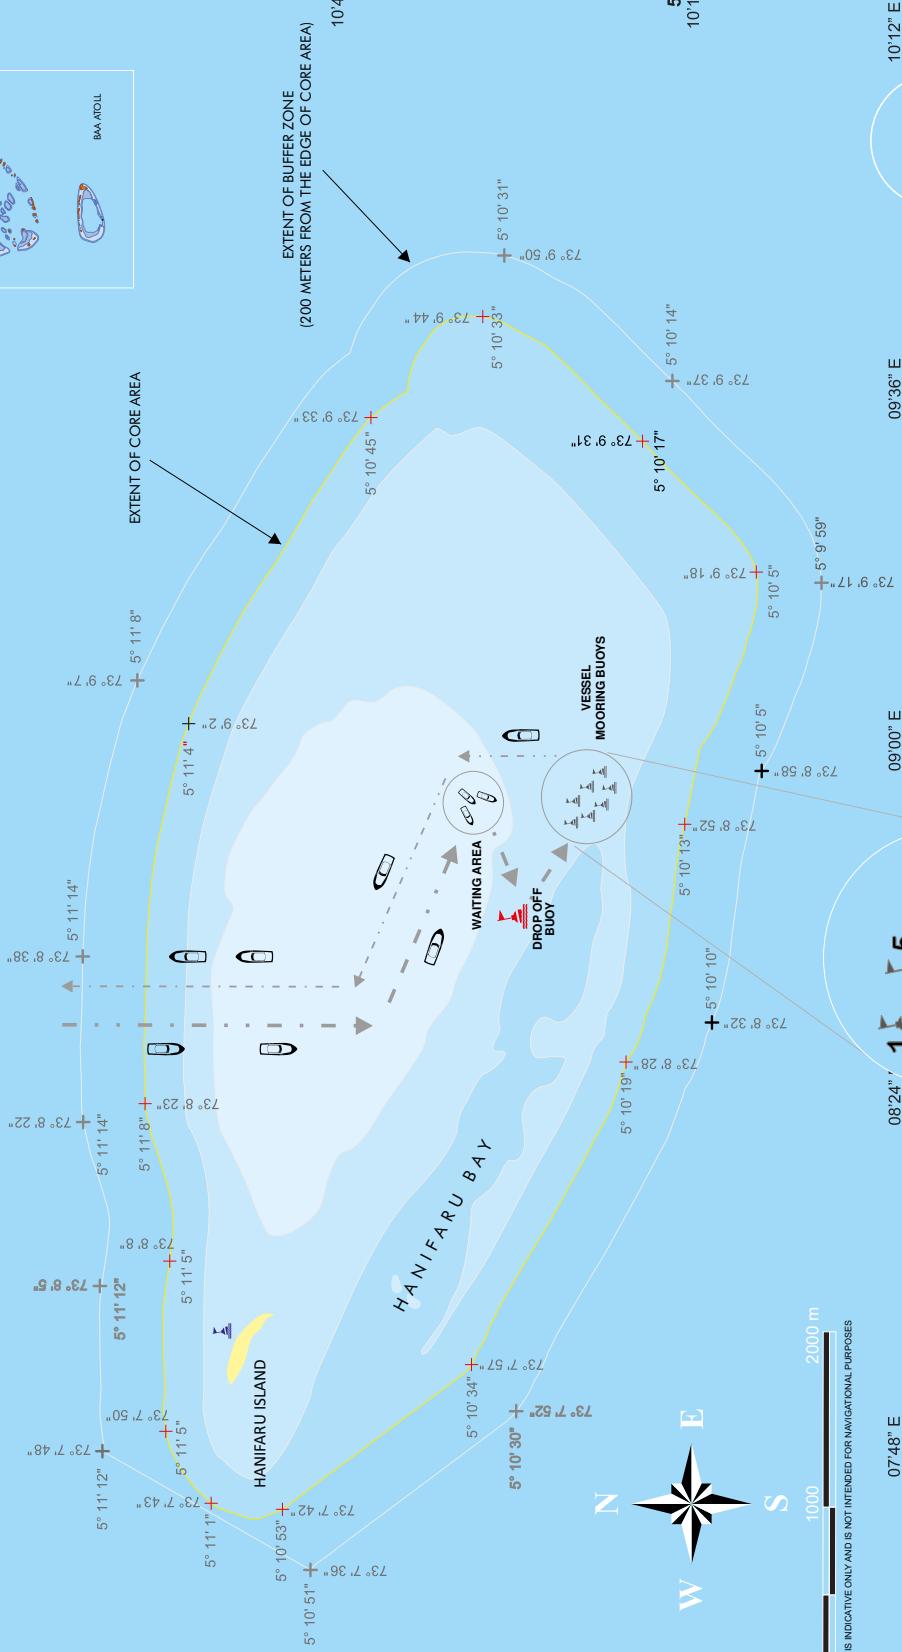 BAA ATOLL
EXTENT OF BUFFER ZONE
(200 METERS FROM THE EDGE OF CORE AREA)
EXTENT OF CORE AREA
73° 9' 50"
5° 10' 31"
73° 9' 44"
5° 10' 33"
73° 9' 37"
5° 10' 14"
73° 9' 33"
5° 10' 45"
73° 9' 31"
5° 10' 17"
73° 9' 18"
5° 10' 5"
73° 9' 17"
5° 9' 59"
73° 9' 7"
5° 11' 8"
73° 9' 2"
5° 11' 4"
73° 8' 58"
5° 10' 5"
73° 8' 52"
5° 10' 13"
VESSEL
MOORING BUOYS
WAITING AREA
DROP OFF
BUOY
73° 8' 38"
5° 11' 14"
73° 8' 32"
5° 10' 10"
73° 8' 28"
5° 10' 19"
73° 8' 23"
5° 11' 8"
73° 8' 22"
5° 11' 14"
73° 8' 8"
5° 11' 5"
73° 8' 5"
5° 11' 12"
HANIFARU BAY
73° 7' 57"
5° 10' 34"
73° 7' 52"
5° 10' 30"
73° 7' 50"
5° 11' 5"
73° 7' 48"
5° 11' 12"
HANIFARU ISLAND
73° 7' 43"
5° 11' 1"
73° 7' 42"
5° 10' 53"
73° 7' 36"
5° 10' 51"
10'12" E
09'36" E
09'00" E
08'24"
07'48" E
N
E
S
W
1000
2000 m
IS INDICATIVE ONLY AND IS NOT INTENDED FOR NAVIGATIONAL PURPOSES